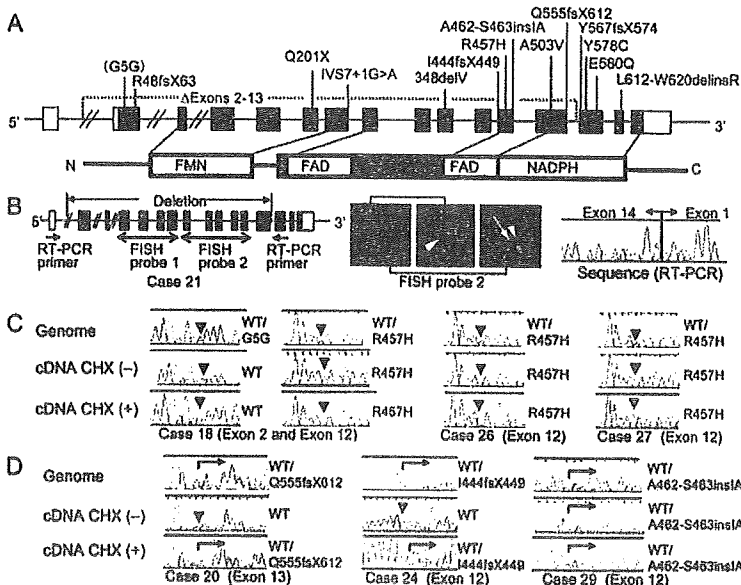 A
Q555fsX612
A462-S463insIA
Y567fsX574
(G5G)
R457H
A503V
Y578C
R48fsX63
Q201X
I444fsX449
E580Q
IVS7+1G>A
348delV
L612-W620delinsR
ΔExons 2-13
5' 3'
N FMN FAD FAD NADPH C
B
Deletion
5' 3'
RT-PCR primer
FISH probe 1
FISH probe 2
RT-PCR primer
Case 21
FISH probe 2
Exon 14 Exon 1
Sequence (RT-PCR)
C
Genome WT/G5G WT/R457H WT/R457H WT/R457H
cDNA CHX (−) WT R457H R457H R457H
cDNA CHX (+) WT R457H R457H R457H
Case 18 (Exon 2 and Exon 12) Case 26 (Exon 12) Case 27 (Exon 12)
D
Genome WT/Q555fsX612 WT/I444fsX449 WT/A462-S463insIA
cDNA CHX (−) WT WT WT/A462-S463insIA
cDNA CHX (+) WT/Q555fsX612 WT/I444fsX449 WT/A462-S463insIA
Case 20 (Exon 13) Case 24 (Exon 12) Case 29 (Exon 12)